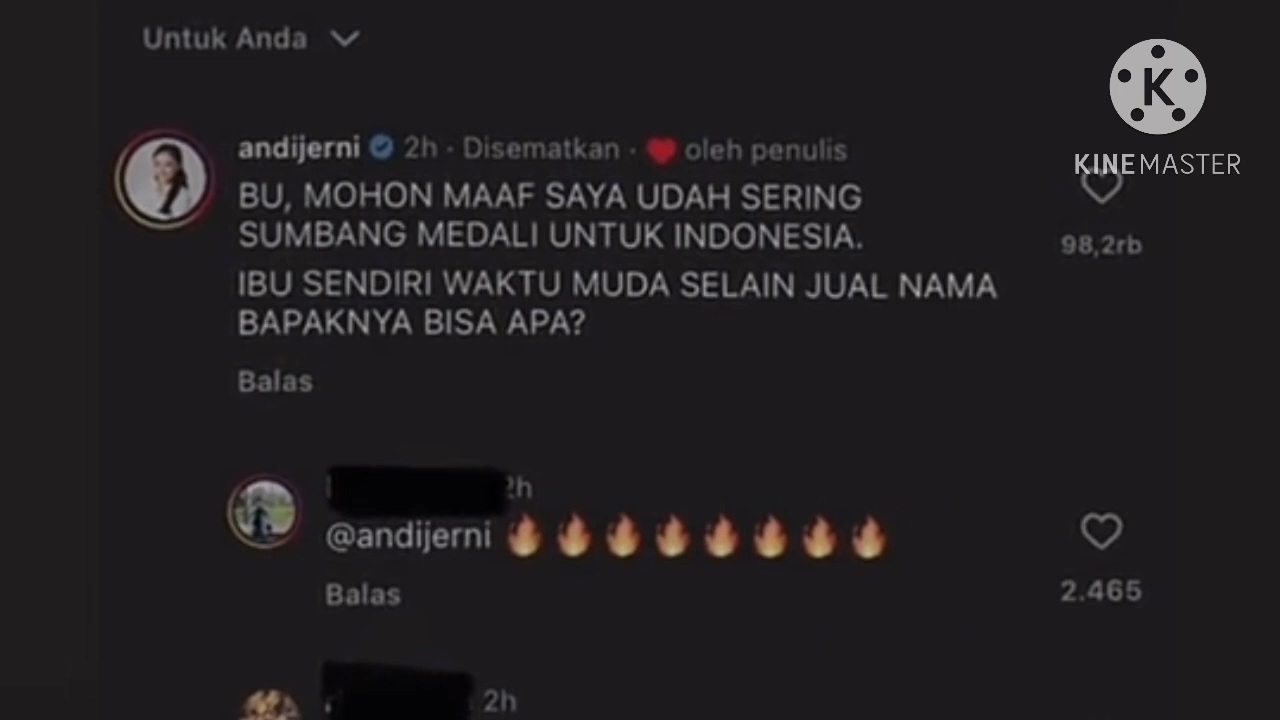 Untuk Anda
K
KINEMASTER
andijerni 2h · Disematkan · ❤️ oleh penulis
BU, MOHON MAAF SAYA UDAH SERING
SUMBANG MEDALI UNTUK INDONESIA.
IBU SENDIRI WAKTU MUDA SELAIN JUAL NAMA
BAPAKNYA BISA APA?
98,2rb
Balas
2h
@andijerni 🔥🔥🔥🔥🔥🔥🔥🔥
2.465
Balas
2h